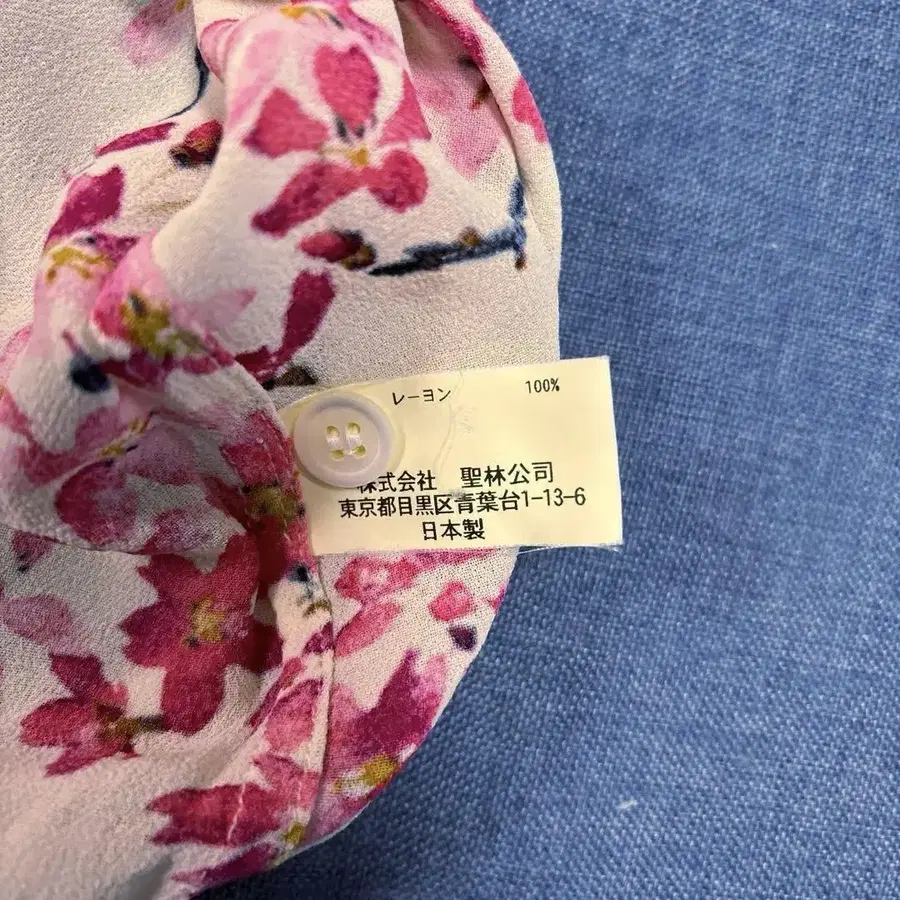 レーヨン 100%
株式会社 聖林公司
東京都目黒区青葉台1-13-6
日本製